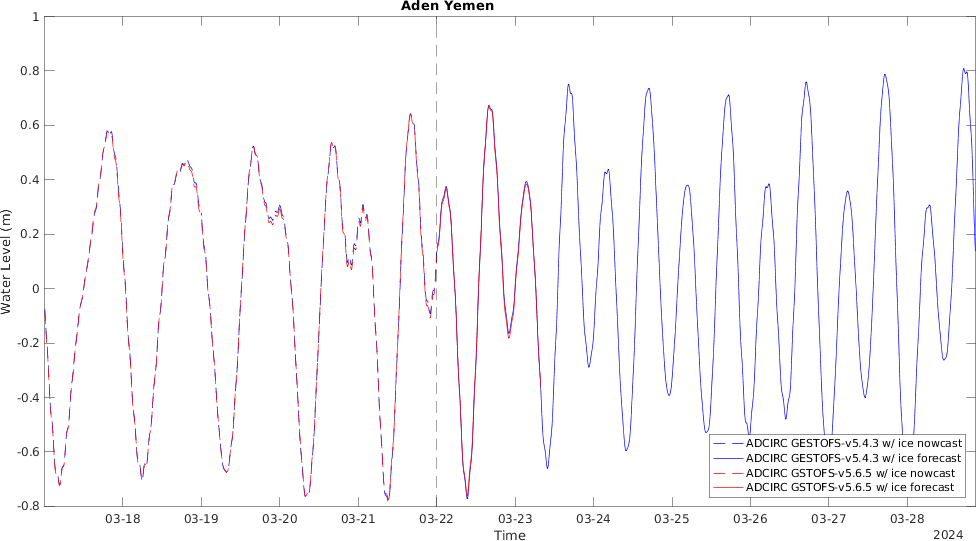 Aden Yemen
1
0.8
0.6
0.4
0.2
0
-0.2
-0.4
-0.6
-0.8
Water Level (m)
ADCIRC GESTOFS-v5.4.3 w/ ice nowcast
ADCIRC GESTOFS-v5.4.3 w/ ice forecast
ADCIRC GSTOFS-v5.6.5 w/ ice nowcast
ADCIRC GSTOFS-v5.6.5 w/ ice forecast
03-18 03-19 03-20 03-21 03-22 03-23 03-24 03-25 03-26 03-27 03-28
Time
2024